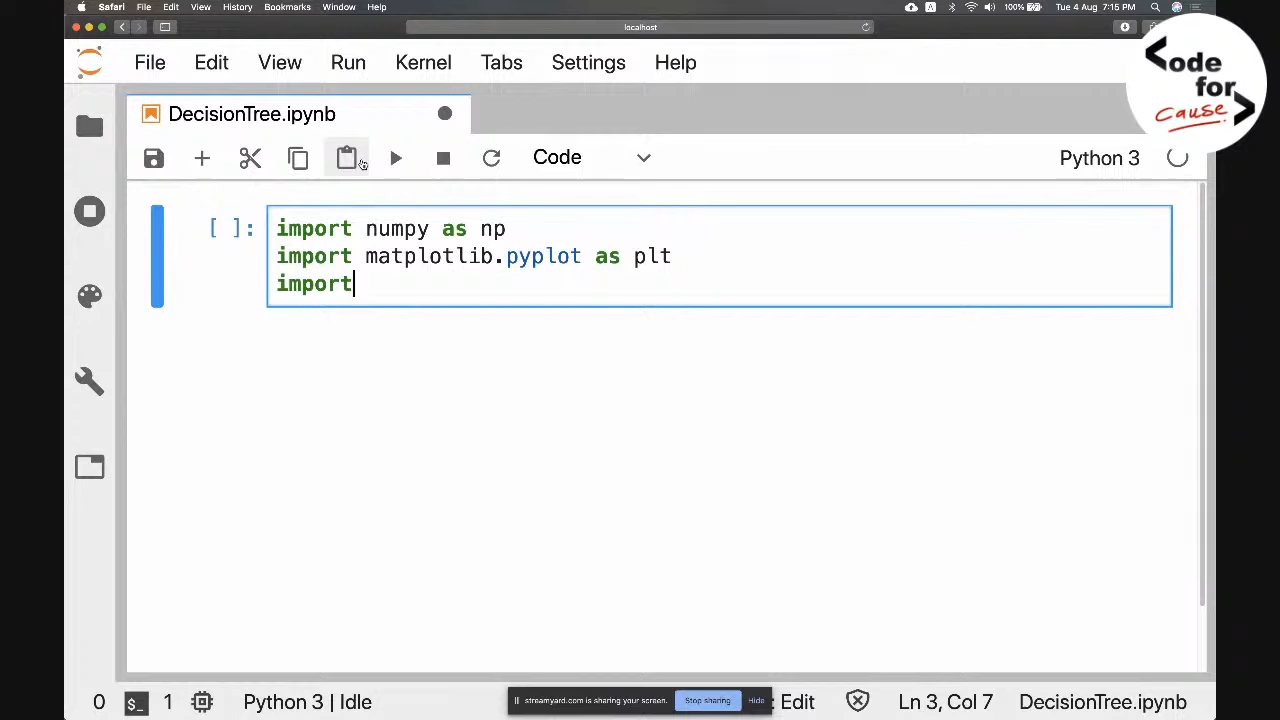 Safari File Edit View History Bookmarks Window Help 100% Tue 4 Aug 7:15 PM
localhost
File Edit View Run Kernel Tabs Settings Help
<ode
for
cause >
DecisionTree.ipynb
Code Python 3
[ ]: import numpy as np
import matplotlib.pyplot as plt
import
0 1 Python 3 | Idle streamyard.com is sharing your screen. Stop sharing Hide : Edit Ln 3, Col 7 DecisionTree.ipynb